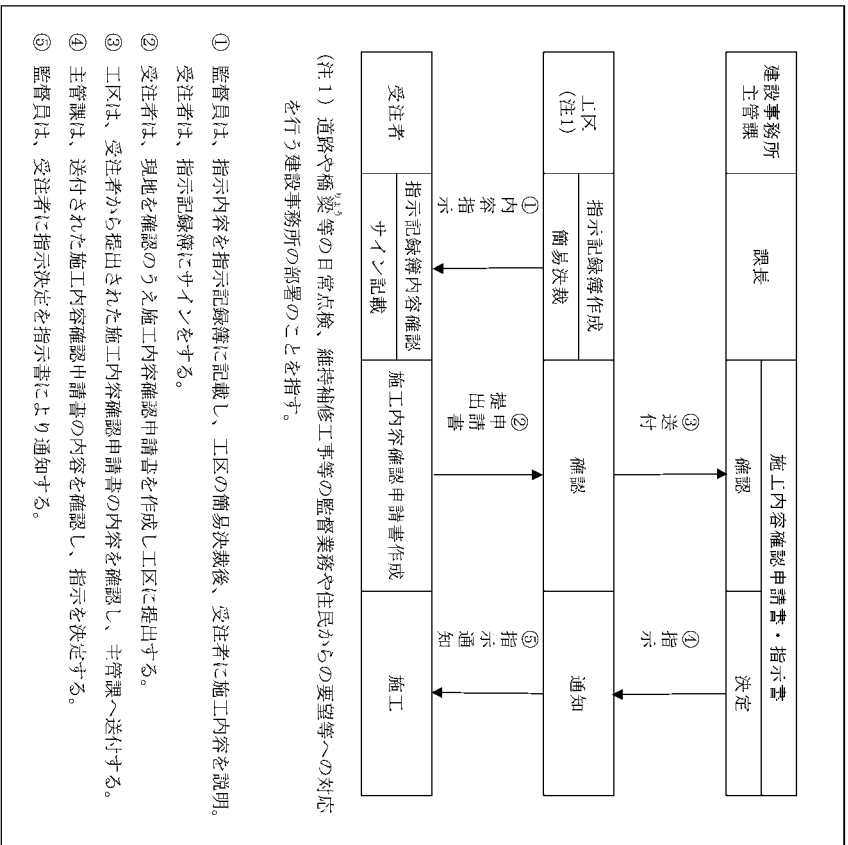 建設事務所
主管課
課長
施工内容確認申請書・指示書
確認
決定
③
送付
④
指示
工区
(注1)
指示記録簿作成
簡易決裁
確認
通知
①
内容指示
②
申請書
提出
⑤
指示通知
受注者
指示記録簿内容確認
サイン記載
施工内容確認申請書作成
施工
(注1) 道路や橋梁りょう等の日常点検、維持補修工事等の監督業務や住民からの要望等への対応
を行う建設事務所の部署のことを指す。
① 監督員は、指示内容を指示記録簿に記載し、工区の簡易決裁後、受注者に施工内容を説明。
受注者は、指示記録簿にサインをする。
② 受注者は、現地を確認のうえ施工内容確認申請書を作成し工区に提出する。
③ 工区は、受注者から提出された施工内容確認申請書の内容を確認し、主管課へ送付する。
④ 主管課は、送付された施工内容確認申請書の内容を確認し、指示を決定する。
⑤ 監督員は、受注者に指示決定を指示書により通知する。